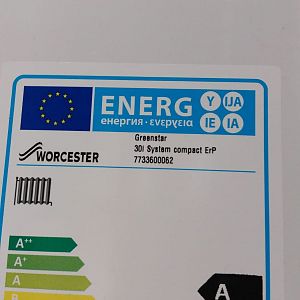 ENERG Y IJA
енергия · ενεργεια IE IA
Greenstar
WORCESTER 30i System compact ErP
7733600062
A++
A+
A A
B